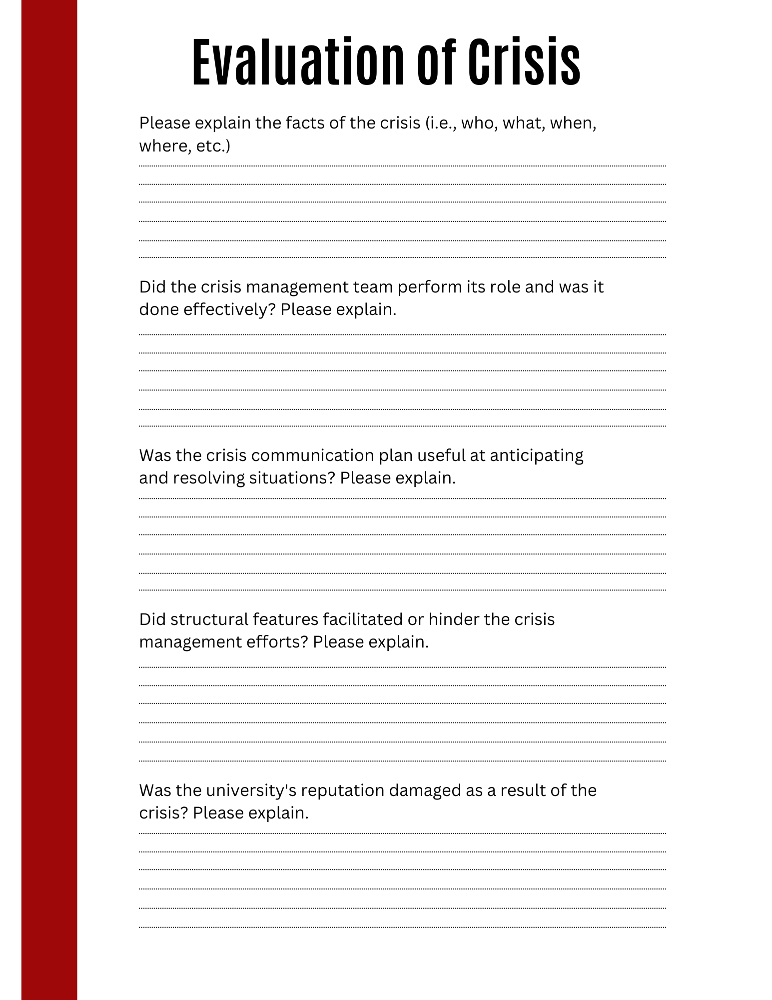 Evaluation of Crisis
Please explain the facts of the crisis (i.e., who, what, when,
where, etc.)
Did the crisis management team perform its role and was it
done effectively? Please explain.
Was the crisis communication plan useful at anticipating
and resolving situations? Please explain.
Did structural features facilitated or hinder the crisis
management efforts? Please explain.
Was the university's reputation damaged as a result of the
crisis? Please explain.